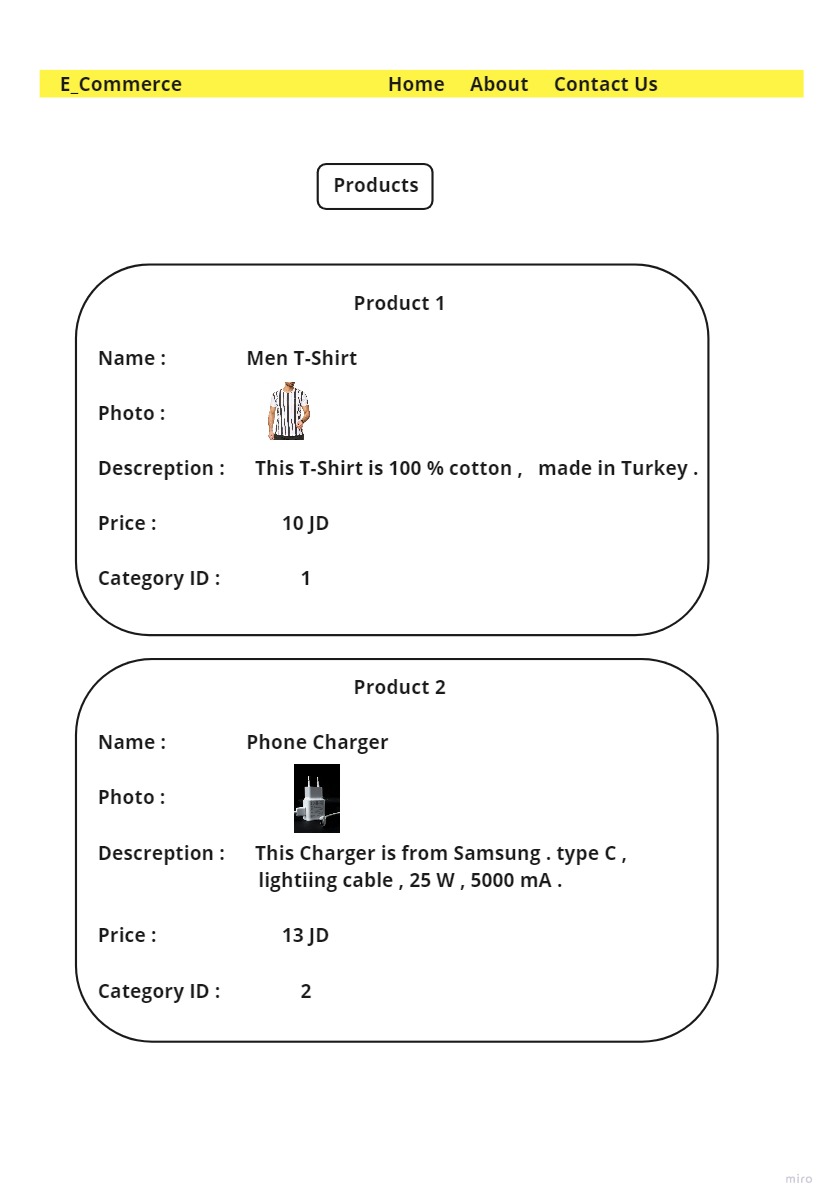 E_Commerce Home About Contact Us
Products
Product 1
Name : Men T-Shirt
Photo :
Descreption : This T-Shirt is 100 % cotton , made in Turkey .
Price : 10 JD
Category ID : 1
Product 2
Name : Phone Charger
Photo :
Descreption : This Charger is from Samsung . type C ,
lightiing cable , 25 W , 5000 mA .
Price : 13 JD
Category ID : 2
miro